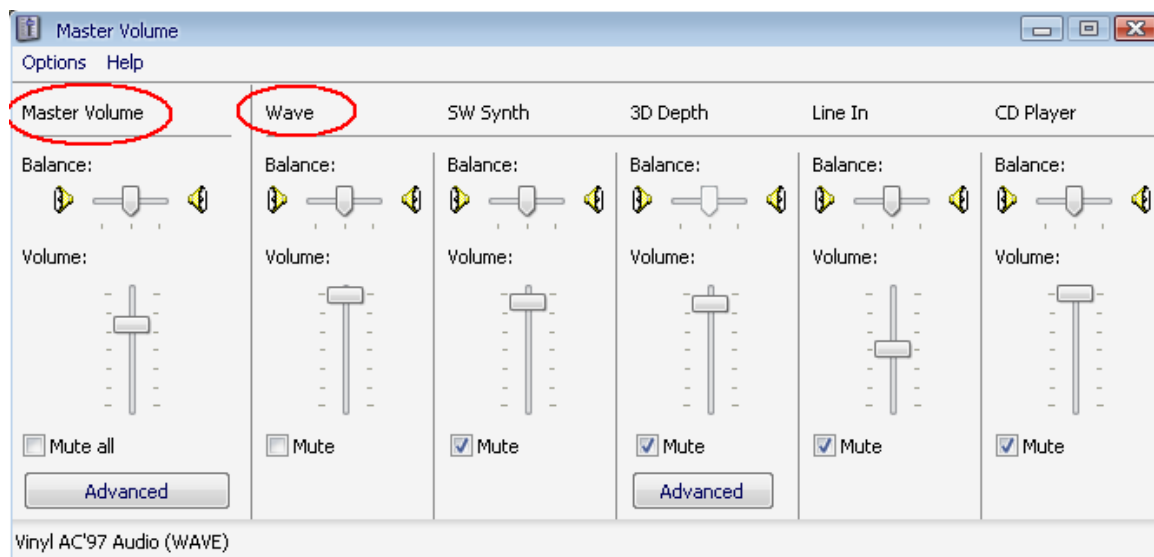 Master Volume
Options Help
Master Volume Wave SW Synth 3D Depth Line In CD Player
Balance: Balance: Balance: Balance: Balance: Balance:
Volume: Volume: Volume: Volume: Volume: Volume:
Mute all Mute Mute Mute Mute Mute
Advanced Advanced
Vinyl AC'97 Audio (WAVE)